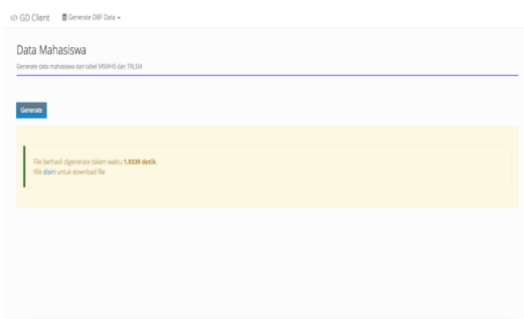 </> GD Client Generate DBF Data
Data Mahasiswa
Generate data mahasiswa dari tabel MSMHS dan TRLSM
Generate
File berhasil digenerate dalam waktu 1.9339 detik.
Klik disini untuk download file